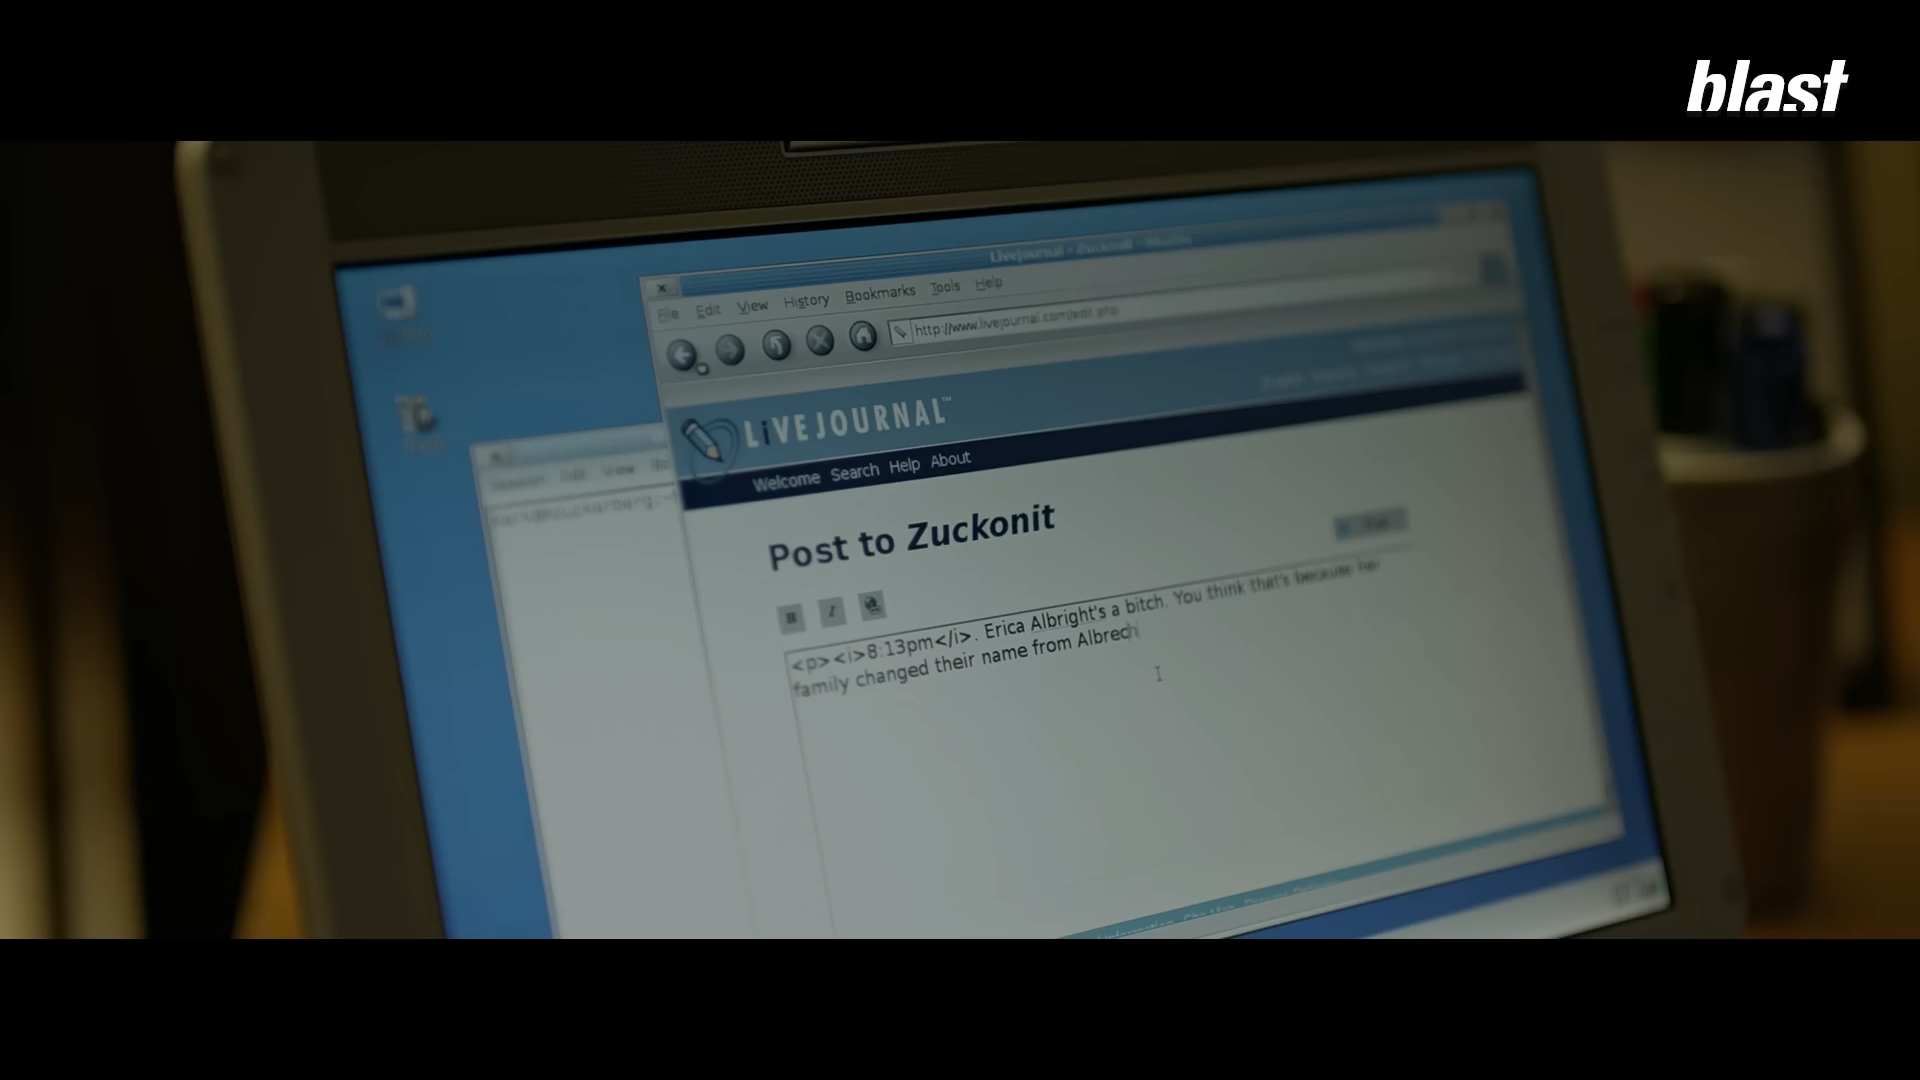 blast
File Edit View History Bookmarks Tools Help
http://www.livejournal.com/edit.php
LiVEJOURNAL™
Welcome Search Help About
Post to Zuckonit
B I
<p><i>8:13pm</i>. Erica Albright's a bitch. You think that's because her
family changed their name from Albrech